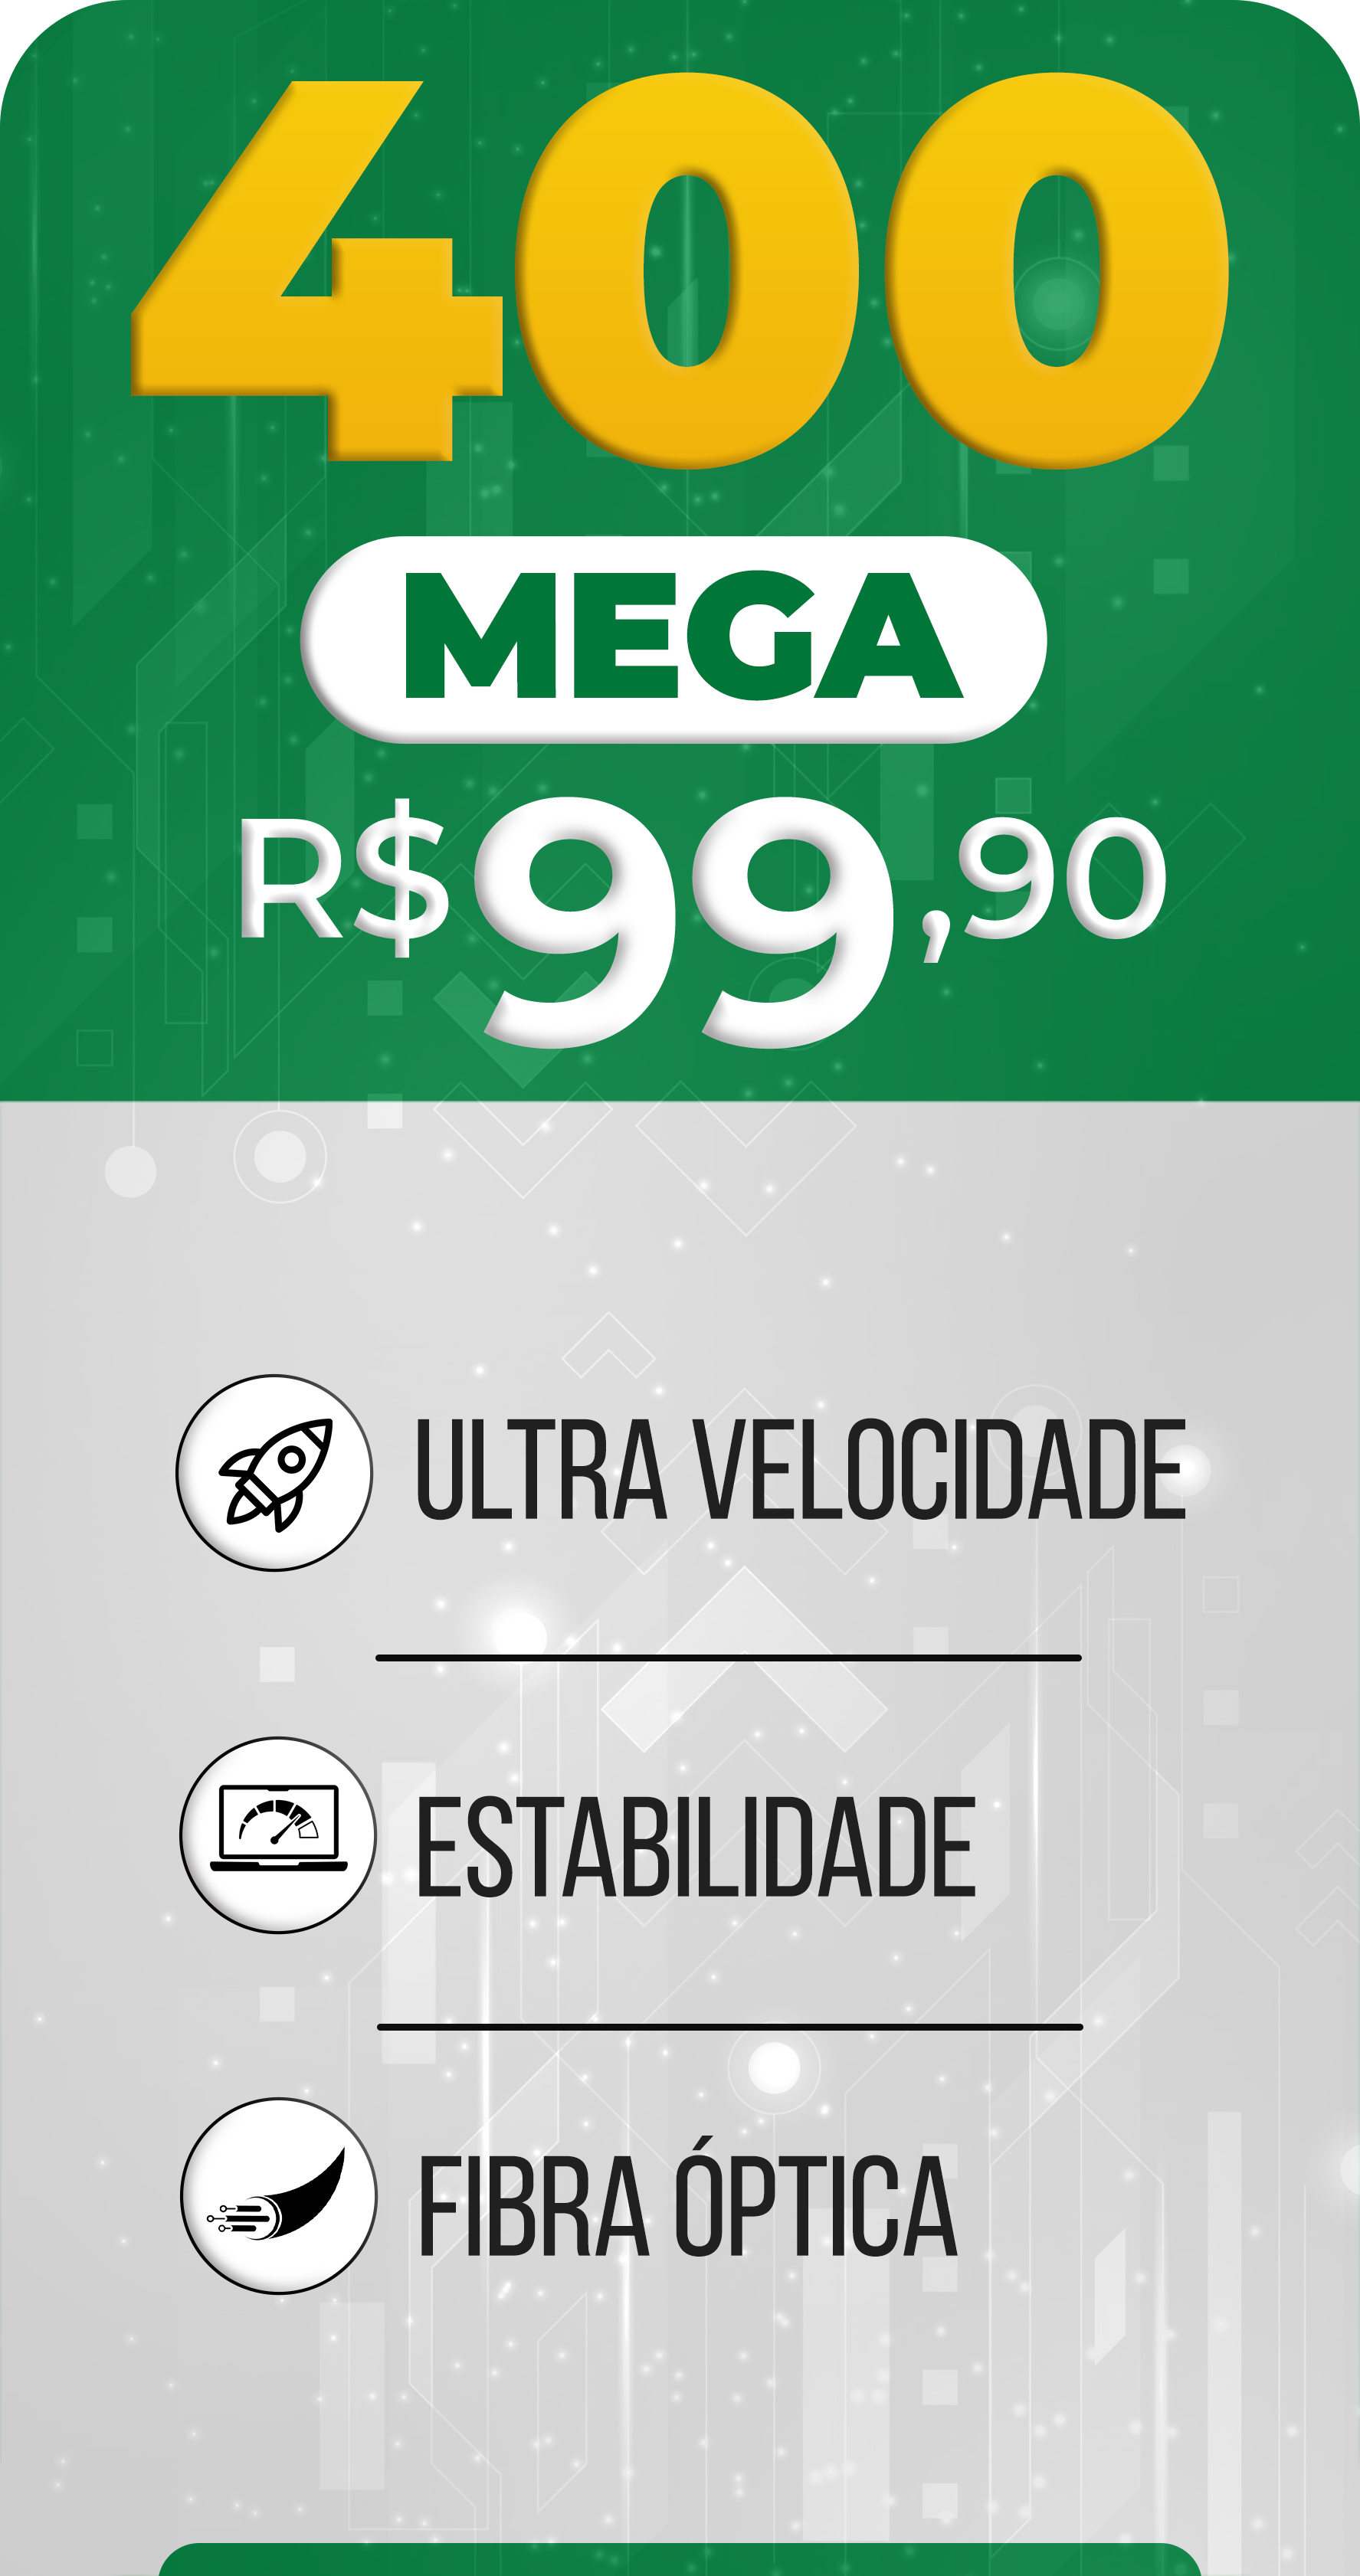 400
MEGA
R$99,90
ULTRA VELOCIDADE
ESTABILIDADE
FIBRA ÓPTICA